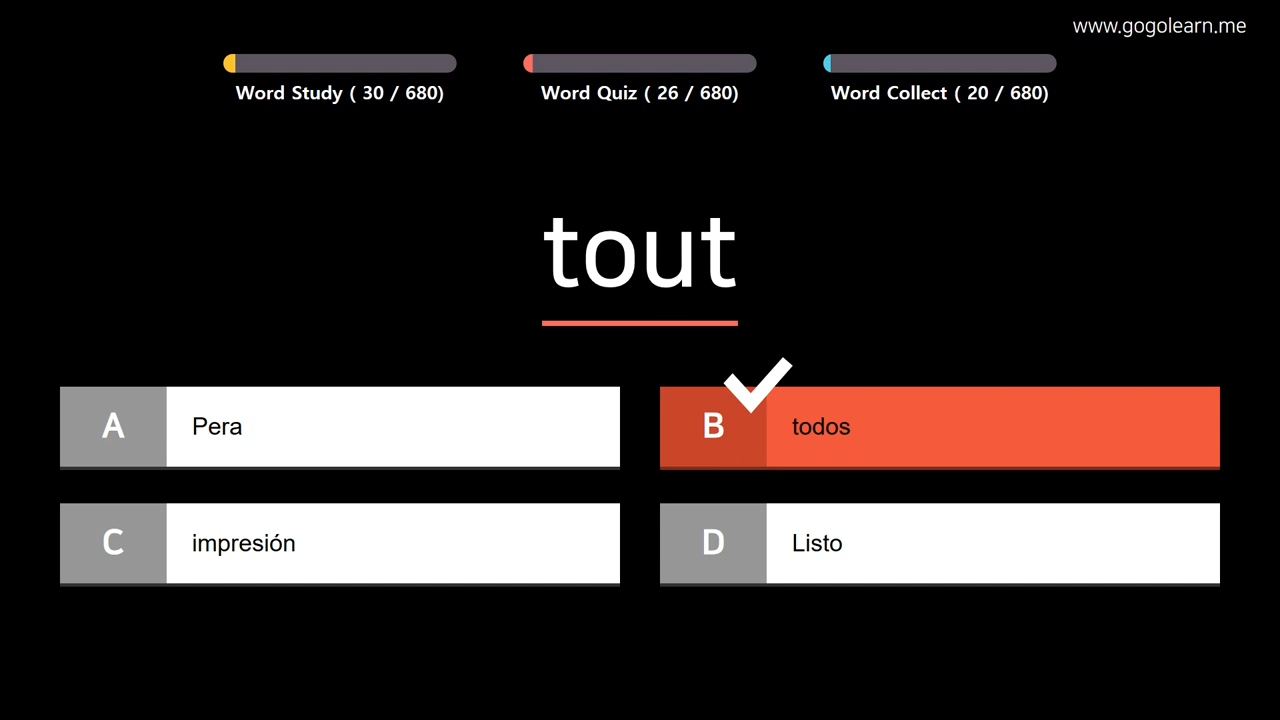 www.gogolearn.me
Word Study ( 30 / 680)
Word Quiz ( 26 / 680)
Word Collect ( 20 / 680)
tout
A Pera
B todos
C impresión
D Listo